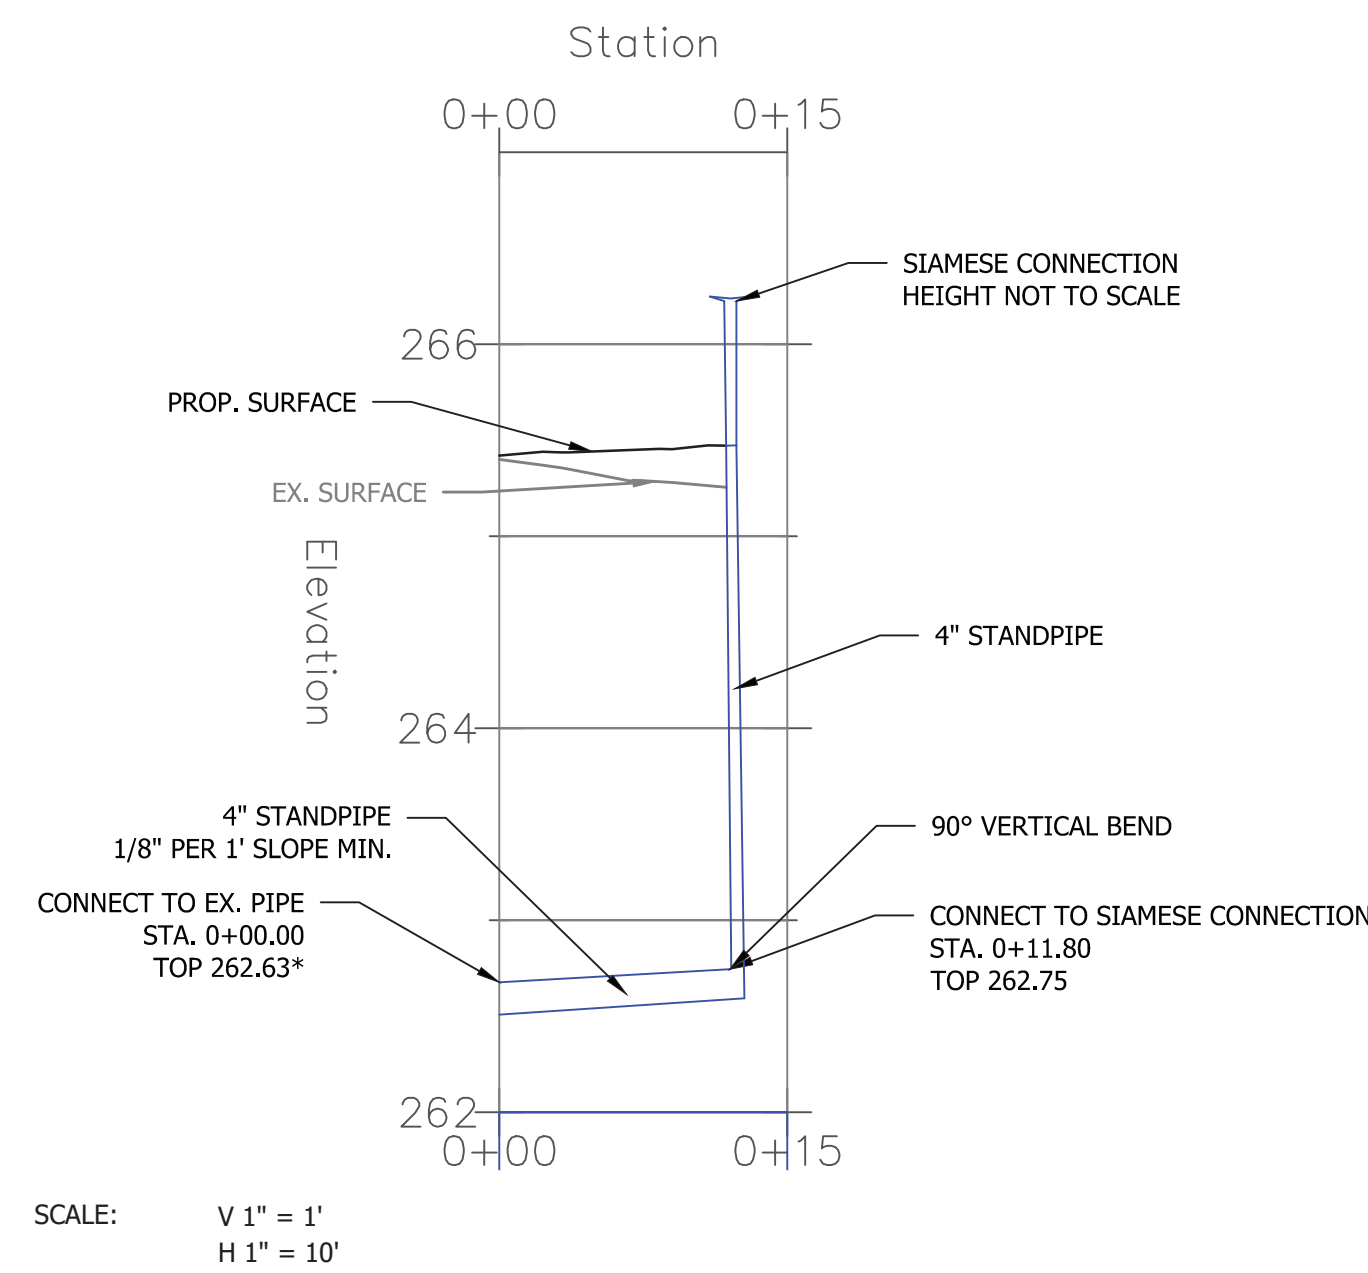 Station
0+00 0+15
SIAMESE CONNECTION
HEIGHT NOT TO SCALE
266
PROP. SURFACE
EX. SURFACE
Elevation
4" STANDPIPE
264
4" STANDPIPE
1/8" PER 1' SLOPE MIN.
90° VERTICAL BEND
CONNECT TO EX. PIPE
STA. 0+00.00
TOP 262.63*
CONNECT TO SIAMESE CONNECTION
STA. 0+11.80
TOP 262.75
262
0+00 0+15
SCALE: V 1" = 1'
H 1" = 10'